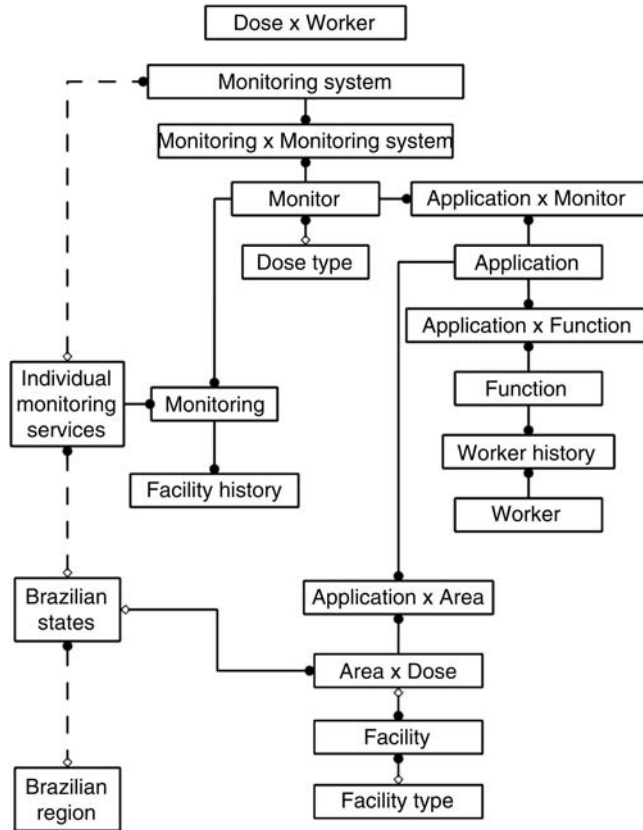 Dose x Worker
Monitoring system
Monitoring x Monitoring system
Monitor
Application x Monitor
Dose type
Application
Application x Function
Individual
monitoring
services
Monitoring
Function
Worker history
Facility history
Worker
Brazilian
states
Application x Area
Area x Dose
Facility
Brazilian
region
Facility type